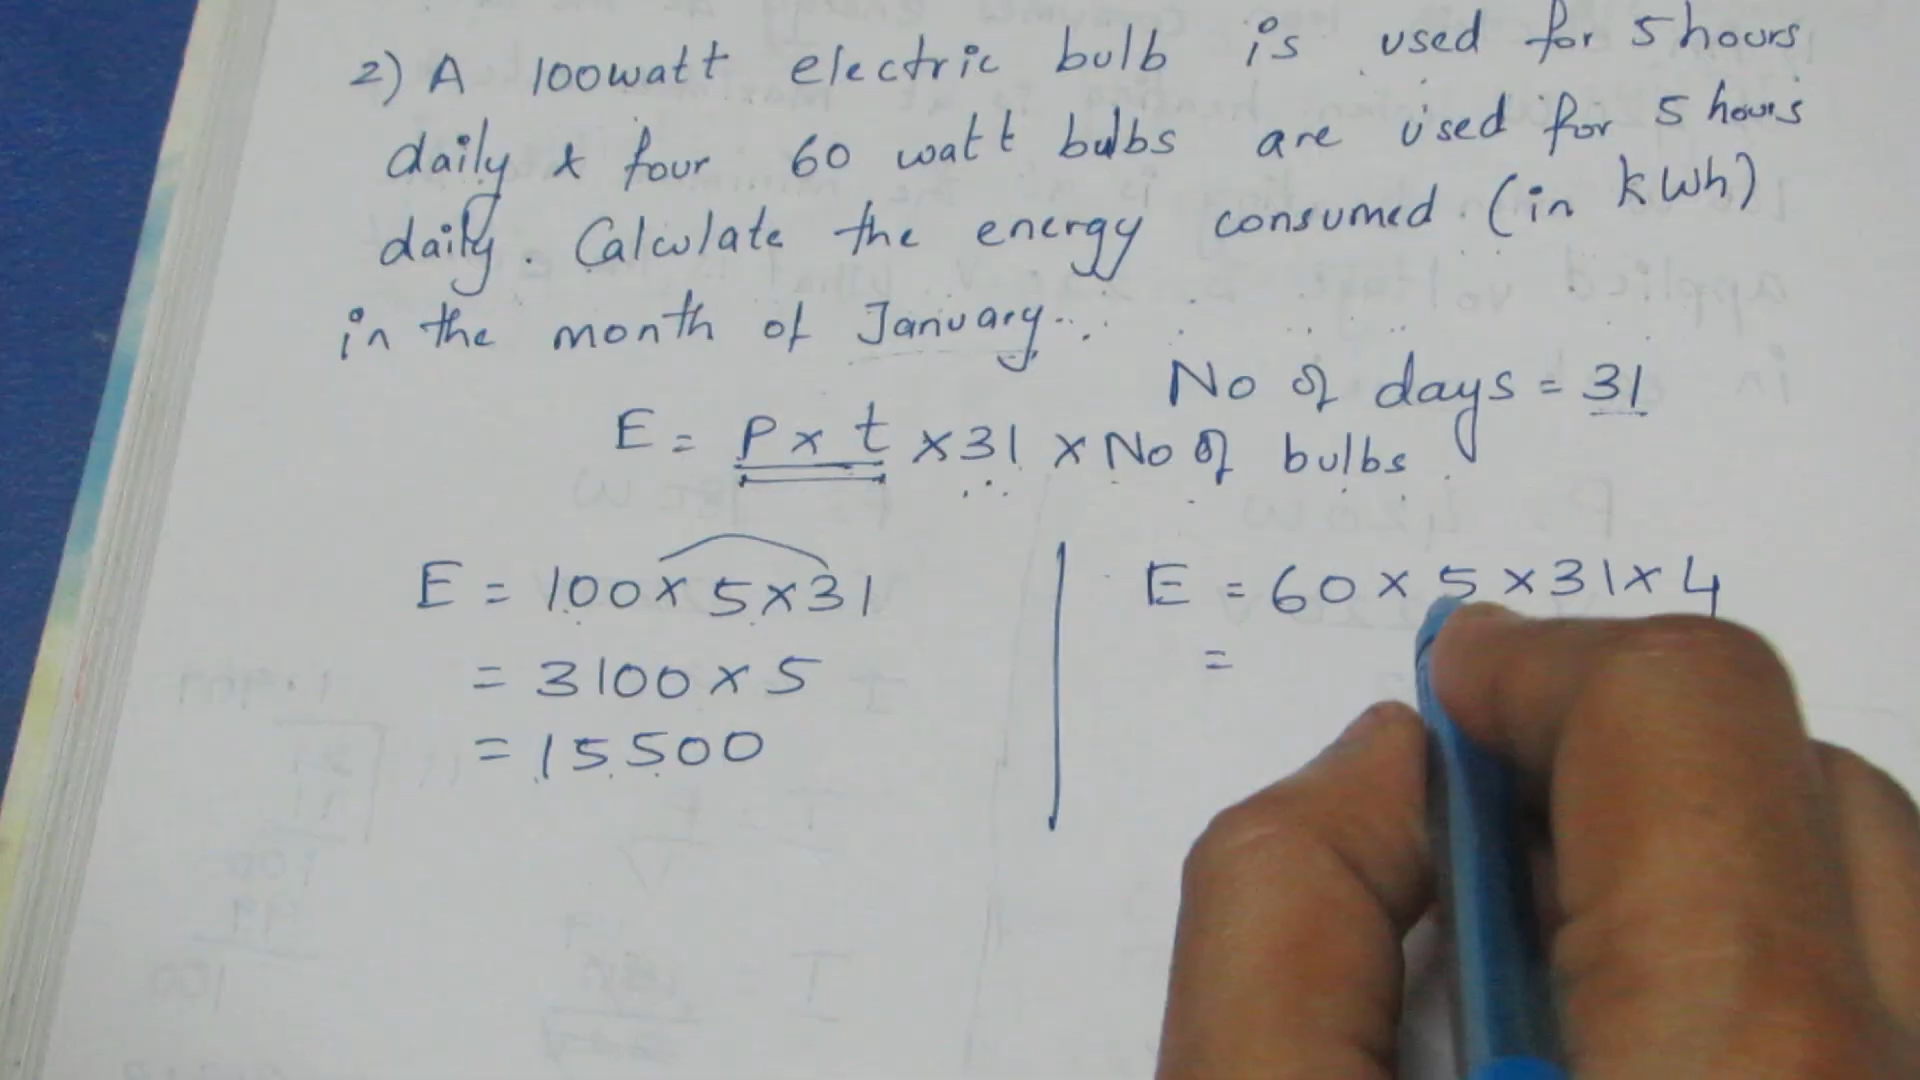 2) A 100watt electric bulb is used for 5 hours
daily & four 60 watt bulbs are used for 5 hours
daily. Calculate the energy consumed (in kWh)
in the month of January.
No of days = 31
E = P x t x 31 x No of bulbs
E = 100 x 5 x 31
= 3100 x 5
= 15500
E = 60 x 5 x 31 x 4
=